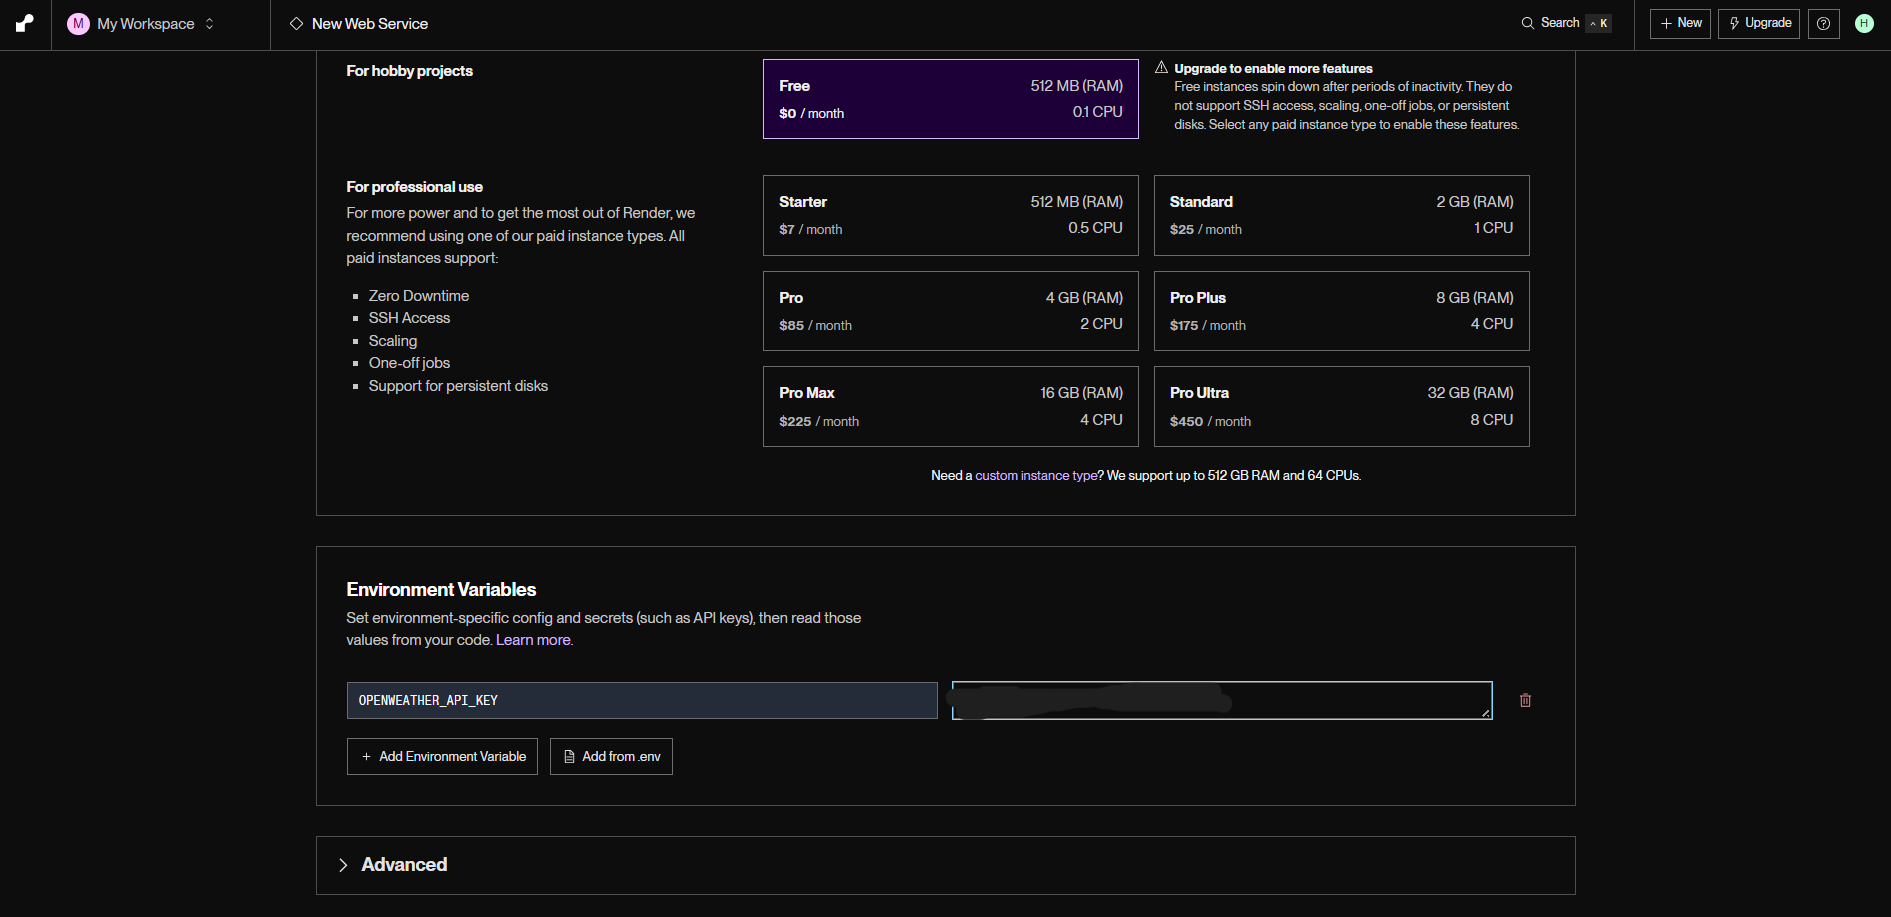 M My Workspace
New Web Service
Search ^ K
+ New
Upgrade
?
H
For hobby projects
Free 512 MB (RAM)
$0 / month 0.1 CPU
Upgrade to enable more features
Free instances spin down after periods of inactivity. They do
not support SSH access, scaling, one-off jobs, or persistent
disks. Select any paid instance type to enable these features.
For professional use
For more power and to get the most out of Render, we
recommend using one of our paid instance types. All
paid instances support:
Zero Downtime
SSH Access
Scaling
One-off jobs
Support for persistent disks
Starter 512 MB (RAM)
$7 / month 0.5 CPU
Standard 2 GB (RAM)
$25 / month 1 CPU
Pro 4 GB (RAM)
$85 / month 2 CPU
Pro Plus 8 GB (RAM)
$175 / month 4 CPU
Pro Max 16 GB (RAM)
$225 / month 4 CPU
Pro Ultra 32 GB (RAM)
$450 / month 8 CPU
Need a custom instance type? We support up to 512 GB RAM and 64 CPUs.
Environment Variables
Set environment-specific config and secrets (such as API keys), then read those
values from your code. Learn more.
OPENWEATHER_API_KEY
+ Add Environment Variable
Add from .env
Advanced